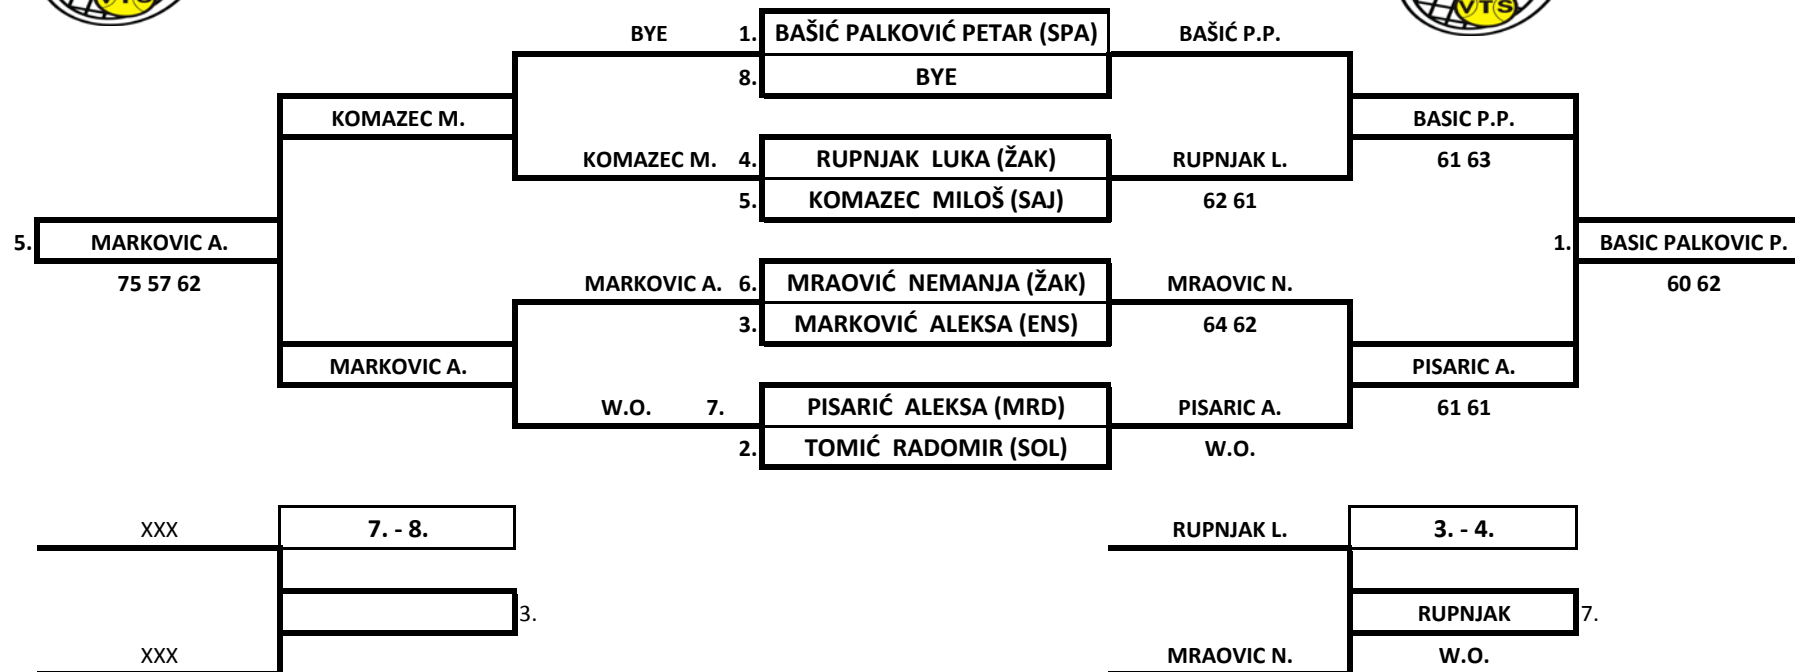 VTS
VTS
BYE 1. BAŠIĆ PALKOVIĆ PETAR (SPA) BAŠIĆ P.P.
8. BYE
KOMAZEC M. BASIC P.P.
KOMAZEC M. 4. RUPNJAK LUKA (ŽAK) RUPNJAK L. 61 63
5. KOMAZEC MILOŠ (SAJ) 62 61
5. MARKOVIC A. 1. BASIC PALKOVIC P.
75 57 62 MARKOVIC A. 6. MRAOVIĆ NEMANJA (ŽAK) MRAOVIC N. 60 62
3. MARKOVIĆ ALEKSA (ENS) 64 62
MARKOVIC A. PISARIC A.
W.O. 7. PISARIĆ ALEKSA (MRD) PISARIC A. 61 61
2. TOMIĆ RADOMIR (SOL) W.O.
XXX 7. - 8. RUPNJAK L. 3. - 4.
3. RUPNJAK 7.
XXX MRAOVIC N. W.O.